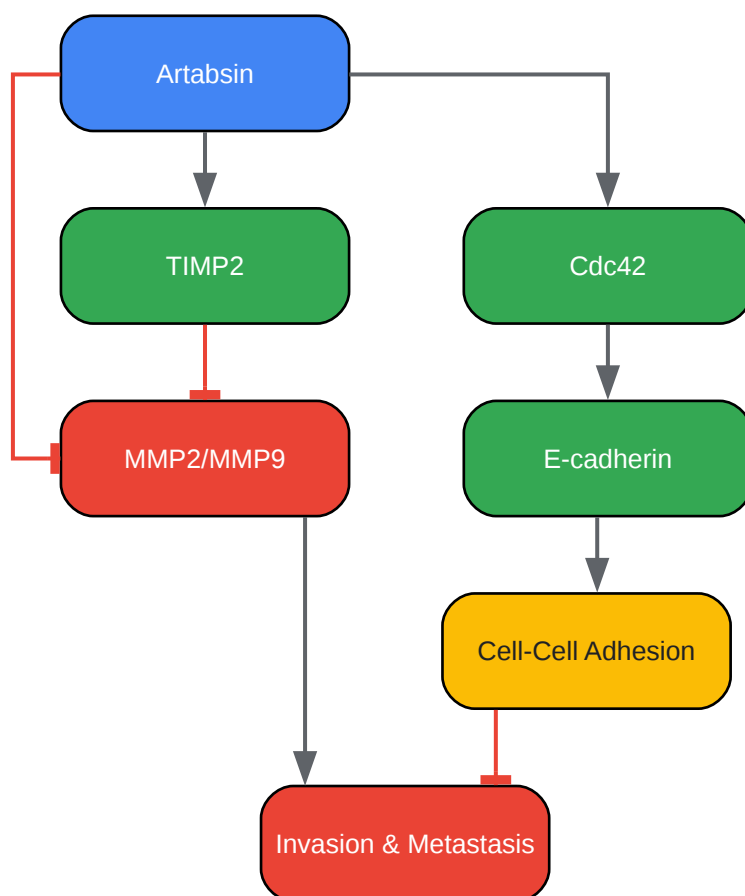 Artabsin
TIMP2
Cdc42
MMP2/MMP9
E-cadherin
Cell-Cell Adhesion
Invasion & Metastasis